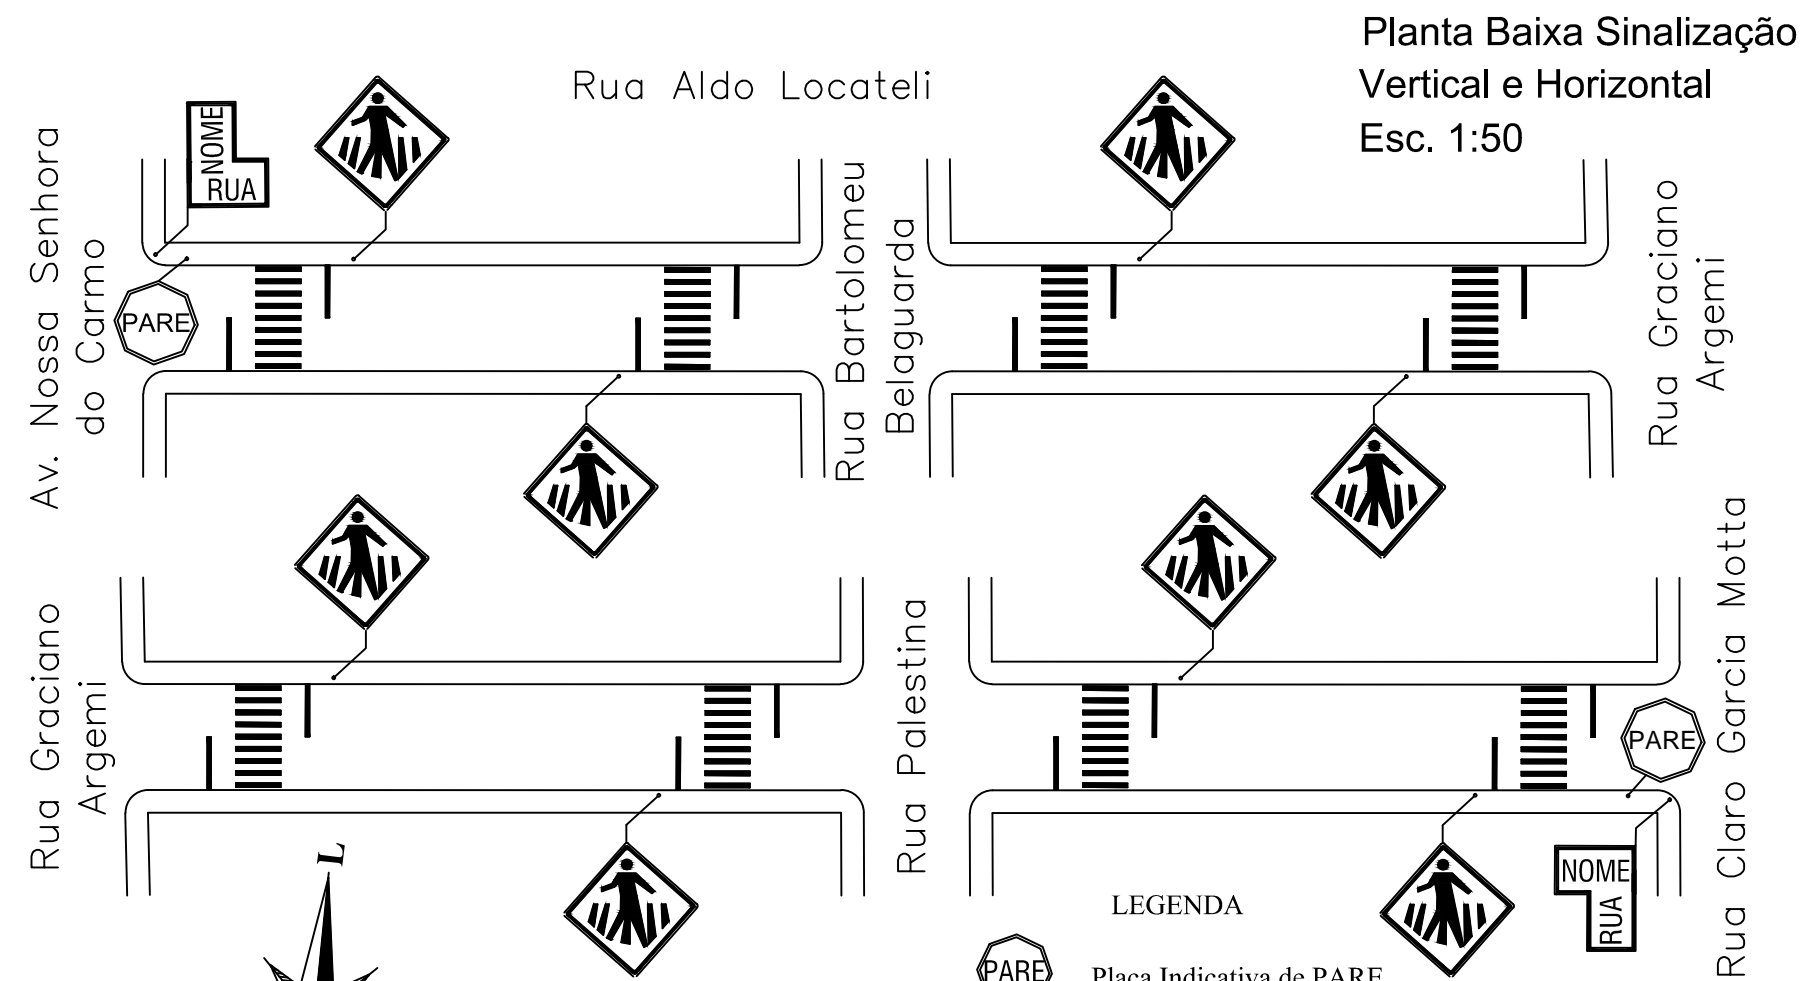 Planta Baixa Sinalização
Vertical e Horizontal
Esc. 1:50
Rua Aldo Locateli
NOME
RUA
Av. Nossa Senhora
do Carmo
PARE
Rua Bartolomeu
Belaguarda
Rua Graciano
Argemi
Rua Graciano
Argemi
Rua Palestina
Rua Claro Garcia Motta
PARE
NOME
RUA
L
LEGENDA
PARE
Placa Indicativa de PARE